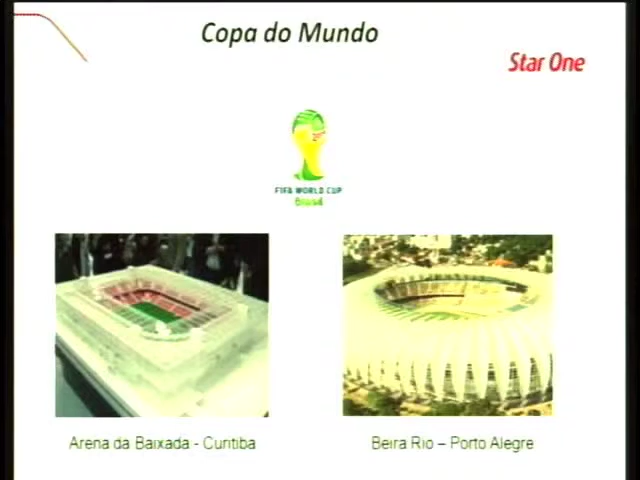 Copa do Mundo
Star One
FIFA WORLD CUP
Brasil
Arena da Baixada - Curitiba
Beira Rio – Porto Alegre